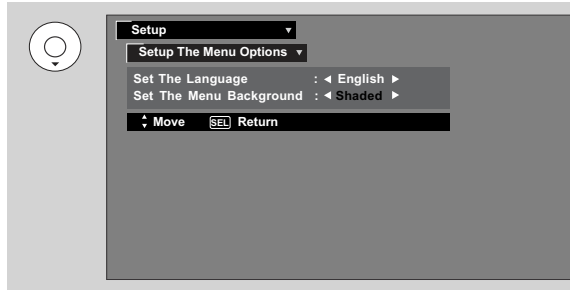 Setup
Setup The Menu Options
Set The Language : English
Set The Menu Background : Shaded
Move SEL Return